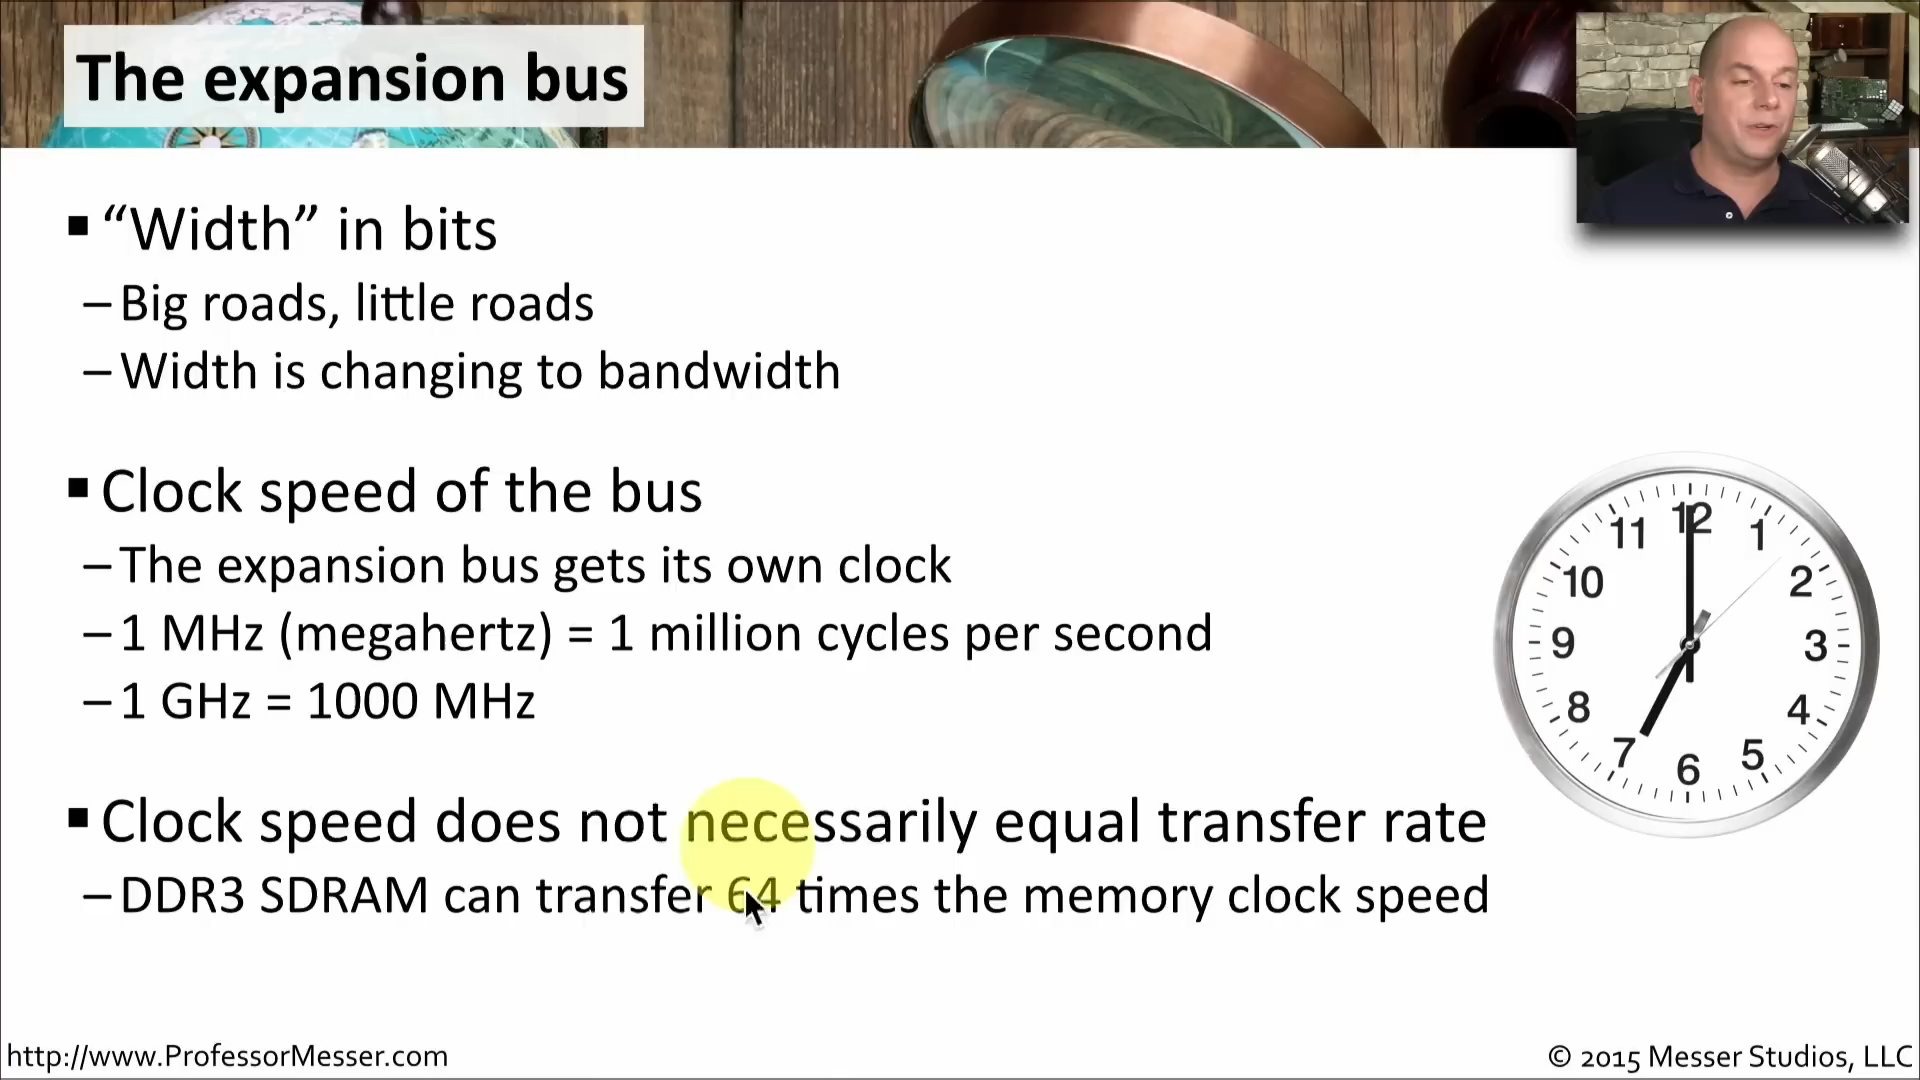 The expansion bus
▪ “Width” in bits
– Big roads, little roads
– Width is changing to bandwidth
▪ Clock speed of the bus
– The expansion bus gets its own clock
– 1 MHz (megahertz) = 1 million cycles per second
– 1 GHz = 1000 MHz
▪ Clock speed does not necessarily equal transfer rate
– DDR3 SDRAM can transfer 64 times the memory clock speed
12
11 1
10 2
9 3
8 4
7 5
6
http://www.ProfessorMesser.com
© 2015 Messer Studios, LLC